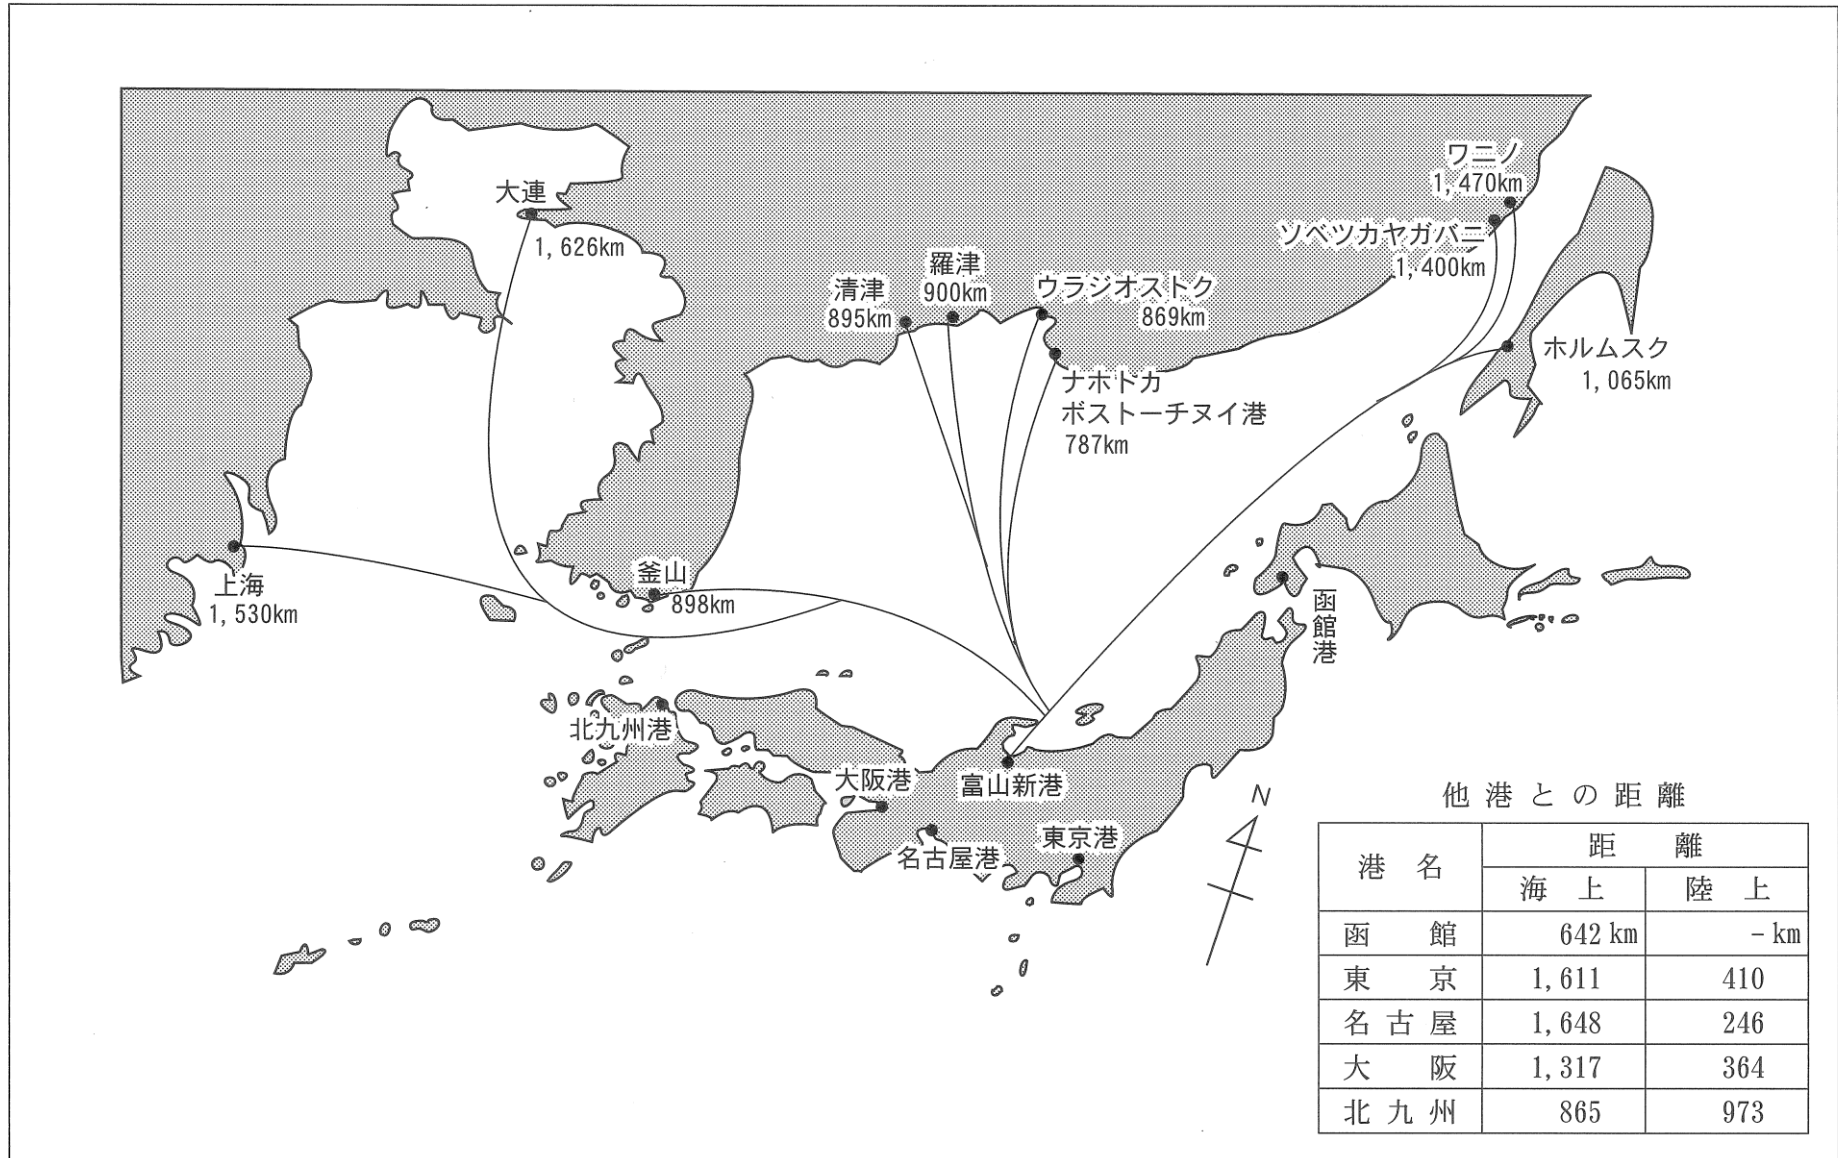 大連
1,626km
清津
895km
羅津
900km
ウラジオストク
869km
ナホトカ
ボストーチヌイ港
787km
ワニノ
1,470km
ソベツカヤガバニ
1,400km
ホルムスク
1,065km
上海
1,530km
釜山
898km
函館港
北九州港
大阪港
富山新港
名古屋港
東京港
N
他港との距離
港名 距離
海上 陸上
函館 642km -km
東京 1,611 410
名古屋 1,648 246
大阪 1,317 364
北九州 865 973